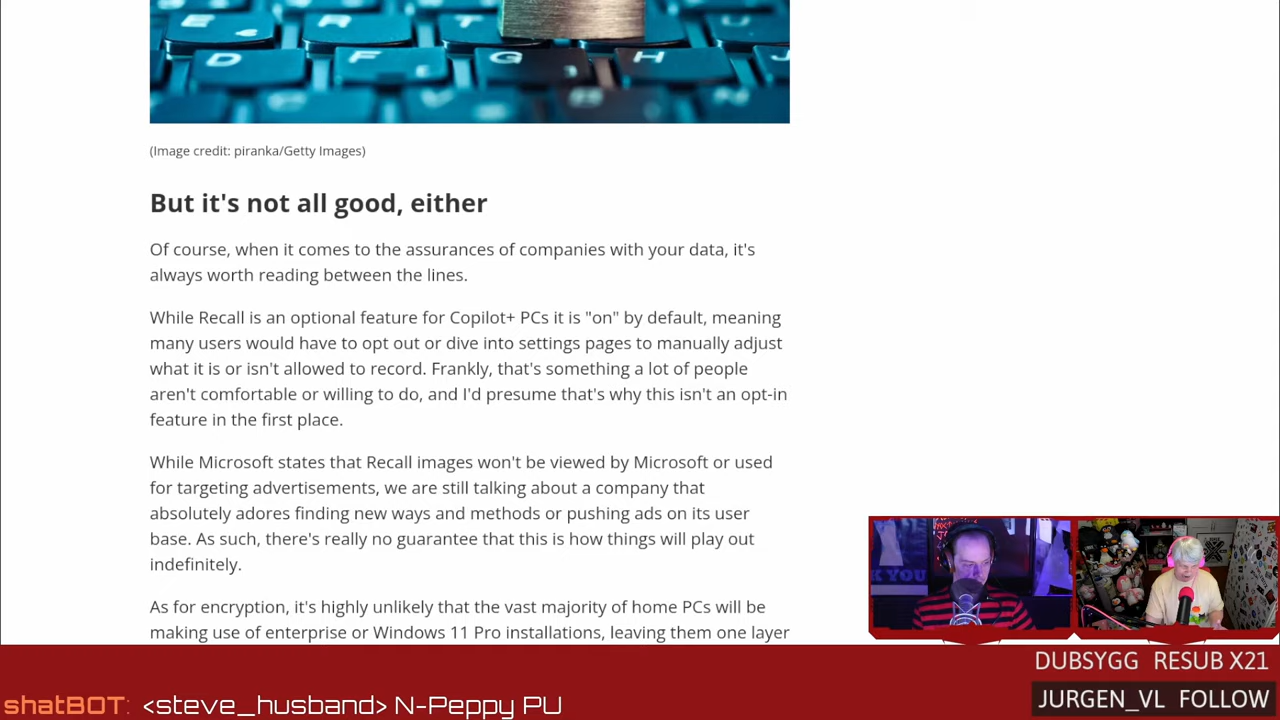 E R T U
D F G H J
V N
(Image credit: piranka/Getty Images)
But it's not all good, either
Of course, when it comes to the assurances of companies with your data, it's
always worth reading between the lines.
While Recall is an optional feature for Copilot+ PCs it is "on" by default, meaning
many users would have to opt out or dive into settings pages to manually adjust
what it is or isn't allowed to record. Frankly, that's something a lot of people
aren't comfortable or willing to do, and I'd presume that's why this isn't an opt-in
feature in the first place.
While Microsoft states that Recall images won't be viewed by Microsoft or used
for targeting advertisements, we are still talking about a company that
absolutely adores finding new ways and methods or pushing ads on its user
base. As such, there's really no guarantee that this is how things will play out
indefinitely.
As for encryption, it's highly unlikely that the vast majority of home PCs will be
making use of enterprise or Windows 11 Pro installations, leaving them one layer
K YOU
DUBSYGG RESUB X21
JURGEN_VL FOLLOW
shatBOT: <steve_husband> N-Peppy PU